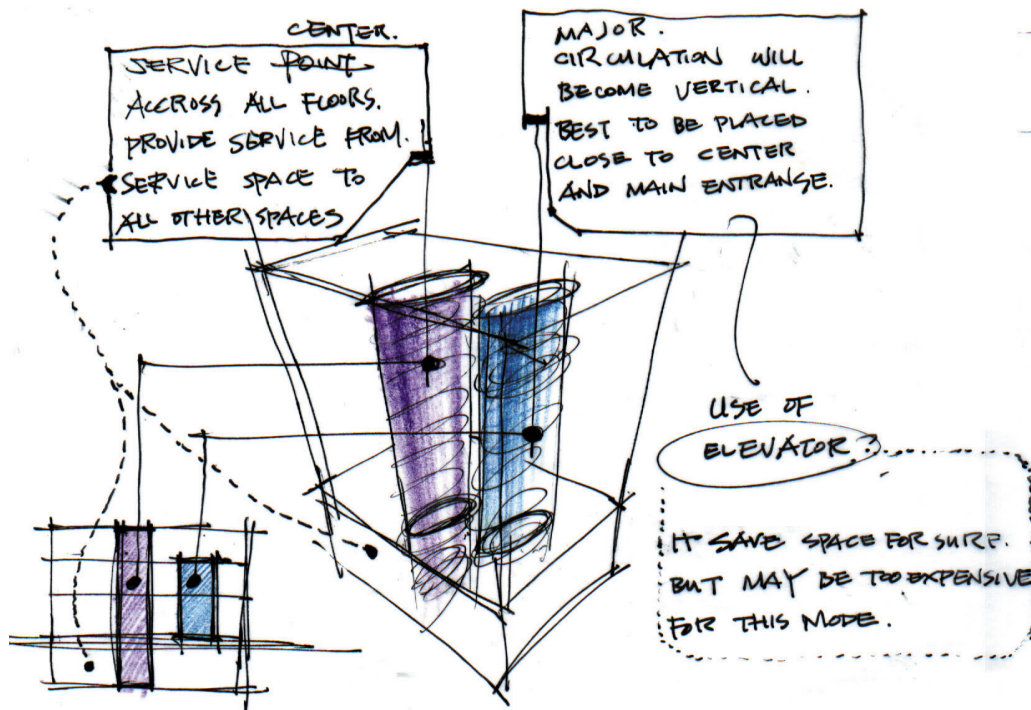 CENTER.
SERVICE POINT
ACCROSS ALL FLOORS.
PROVIDE SERVICE FROM.
SERVICE SPACE TO
ALL OTHER SPACES
MAJOR.
CIRCULATION WILL
BECOME VERTICAL.
BEST TO BE PLACED
CLOSE TO CENTER
AND MAIN ENTRANSE.
USE OF
ELEVATOR?
IT SAVE SPACE FOR SURE.
BUT MAY BE TOO EXPENSIVE
FOR THIS MODE.